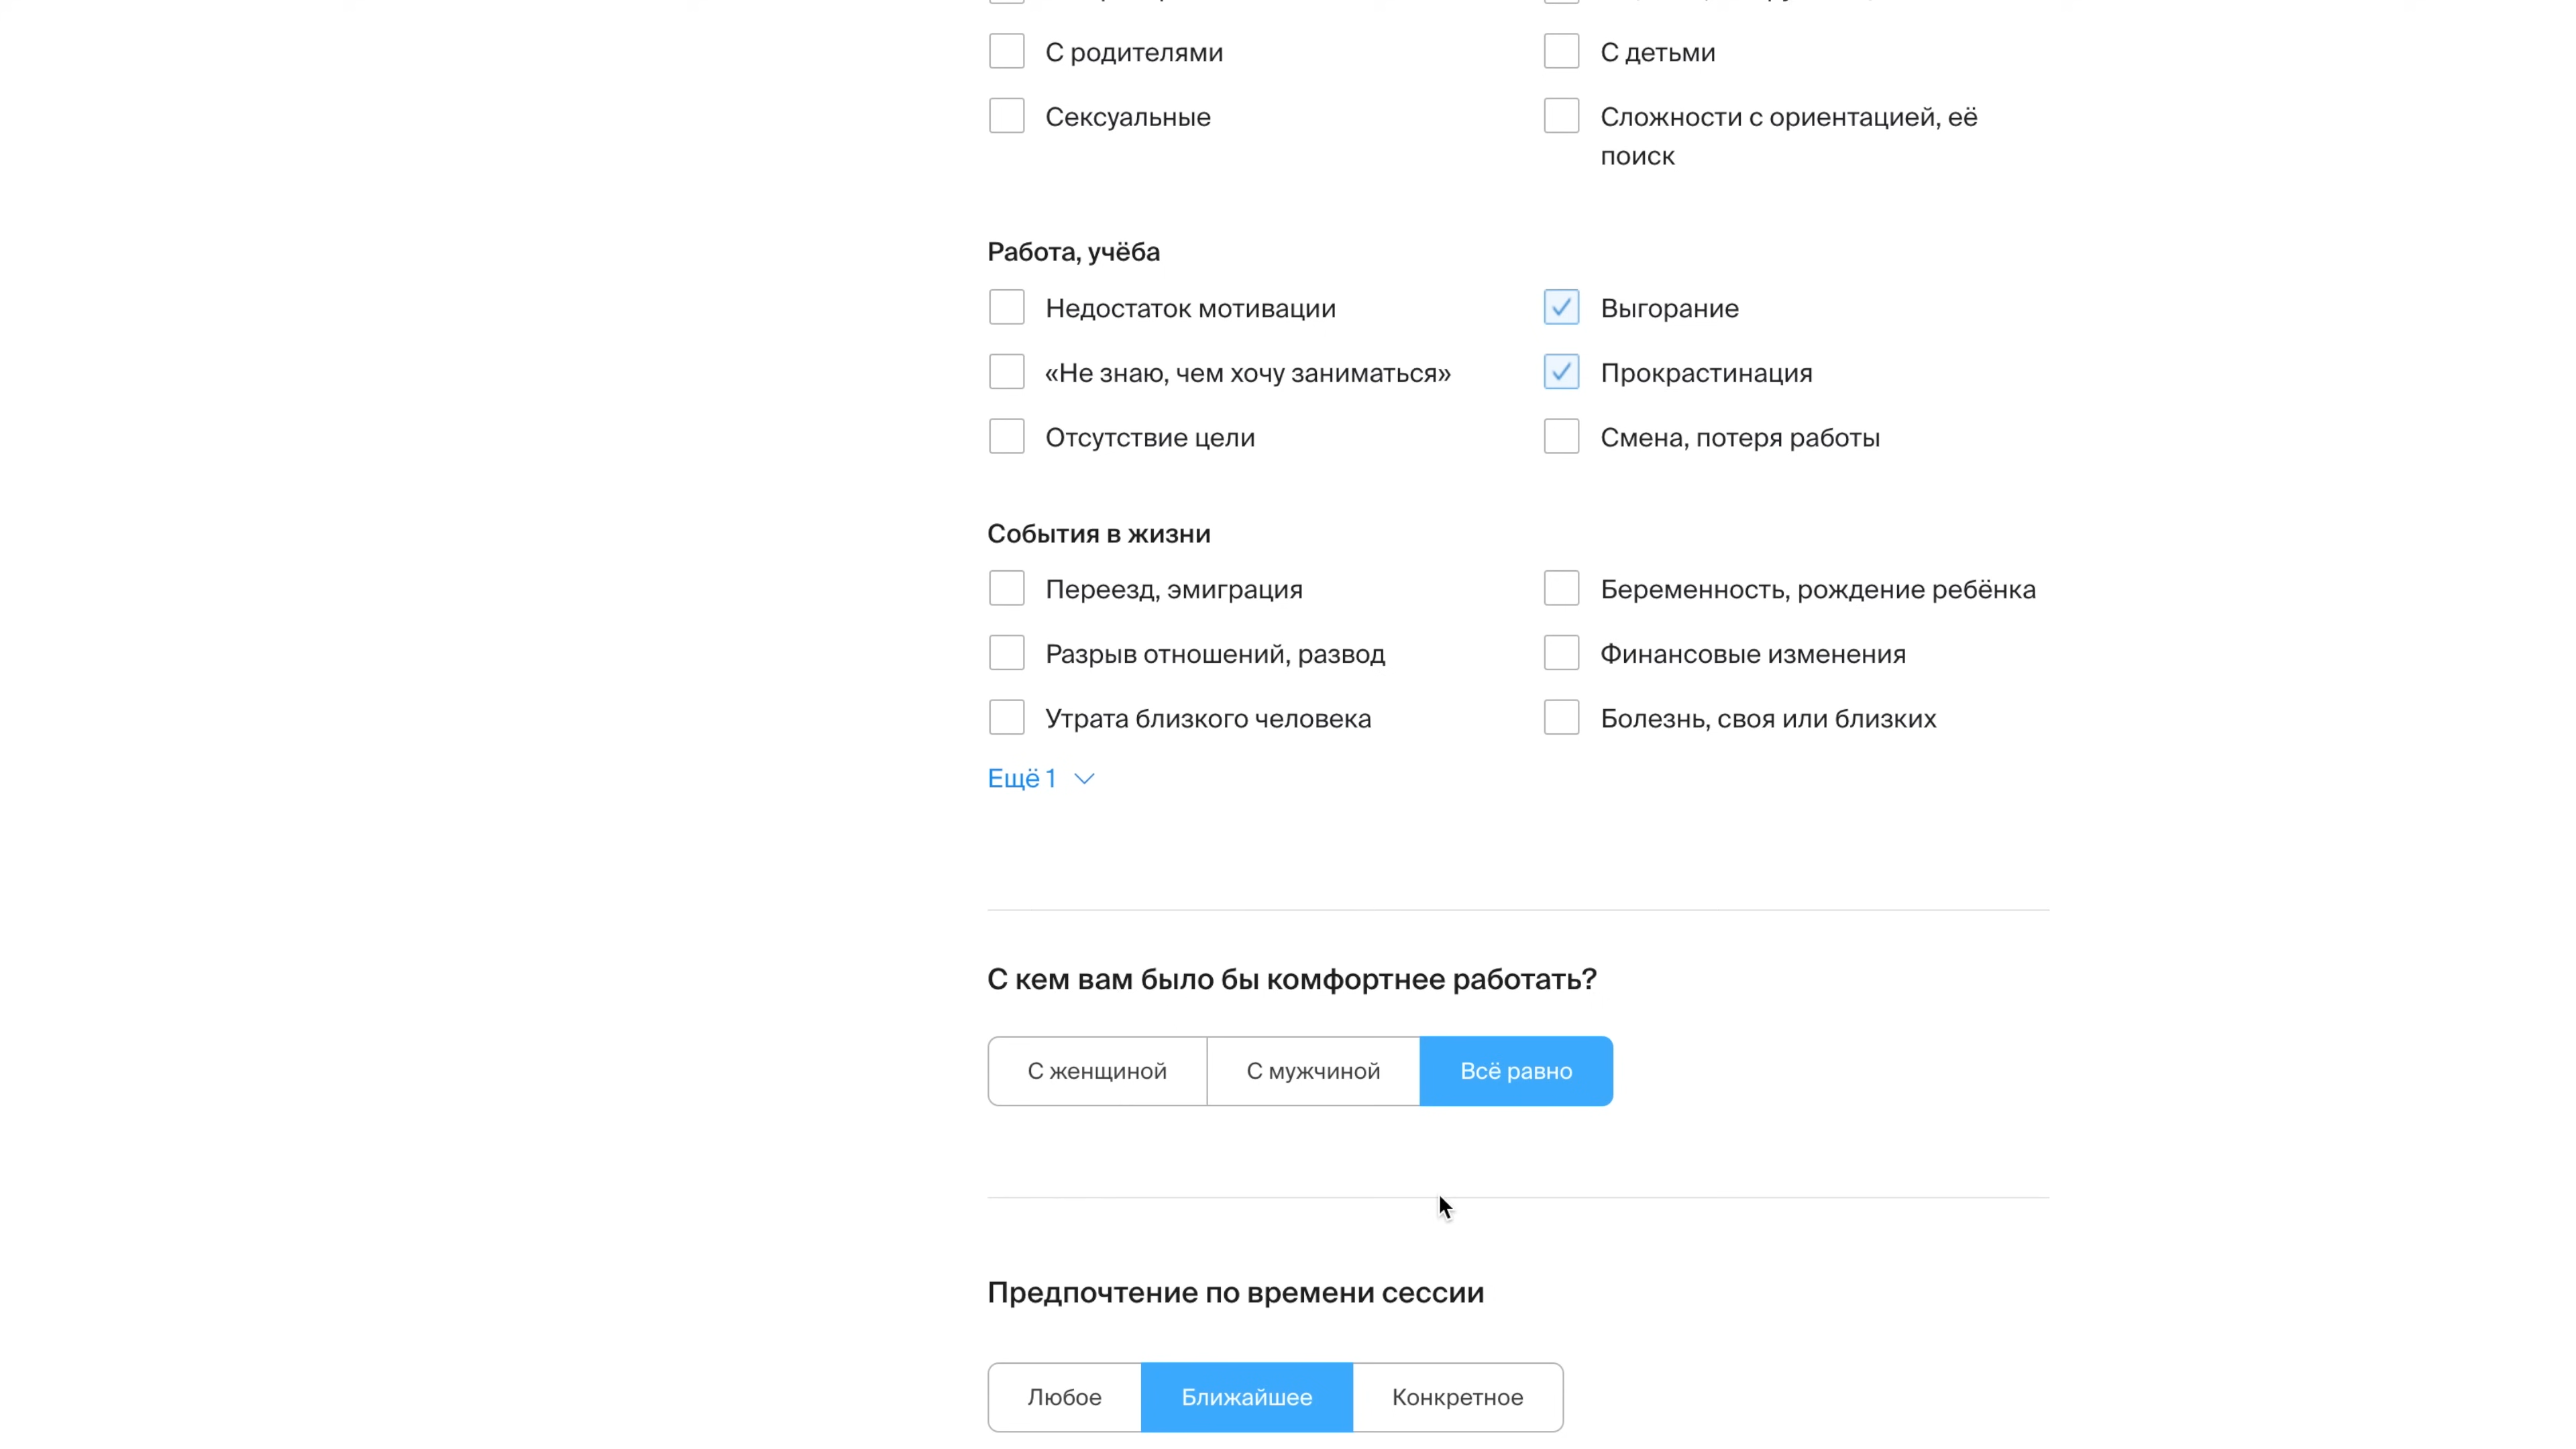 С родителями
С детьми
Сексуальные
Сложности с ориентацией, её
поиск
Работа, учёба
Недостаток мотивации
Выгорание
«Не знаю, чем хочу заниматься»
Прокрастинация
Отсутствие цели
Смена, потеря работы
События в жизни
Переезд, эмиграция
Беременность, рождение ребёнка
Разрыв отношений, развод
Финансовые изменения
Утрата близкого человека
Болезнь, своя или близких
Ещё 1
С кем вам было бы комфортнее работать?
С женщиной
С мужчиной
Всё равно
Предпочтение по времени сессии
Любое
Ближайшее
Конкретное